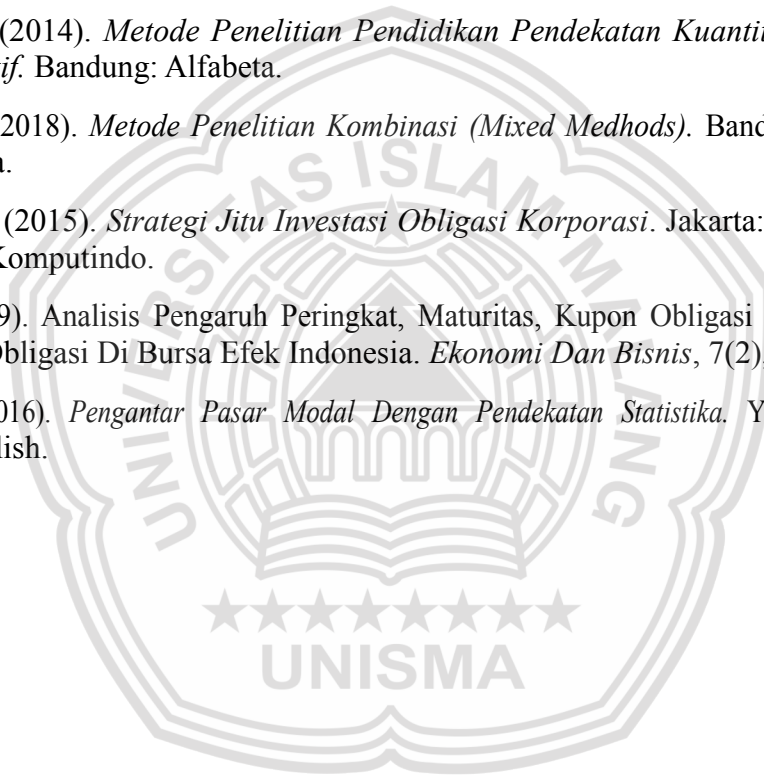 (2014). Metode Penelitian Pendidikan Pendekatan Kuantit
if. Bandung: Alfabeta.
2018). Metode Penelitian Kombinasi (Mixed Medhods). Band
a.
(2015). Strategi Jitu Investasi Obligasi Korporasi. Jakarta:
Komputindo.
9). Analisis Pengaruh Peringkat, Maturitas, Kupon Obligasi
Obligasi Di Bursa Efek Indonesia. Ekonomi Dan Bisnis, 7(2),
016). Pengantar Pasar Modal Dengan Pendekatan Statistika. Y
lish.
UNIVERSITAS ISLAM MALANG
UNISMA